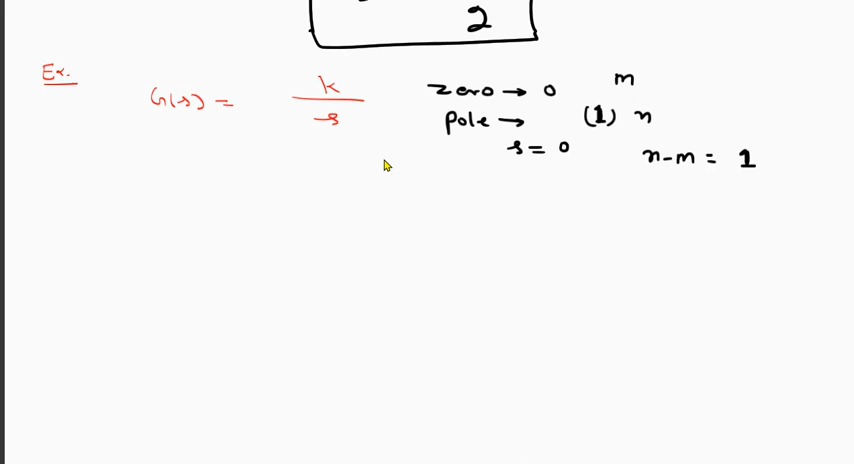 2
Ex.
G(s) = k / s
zero → 0 m
pole → (1) n
s = 0
n-m = 1